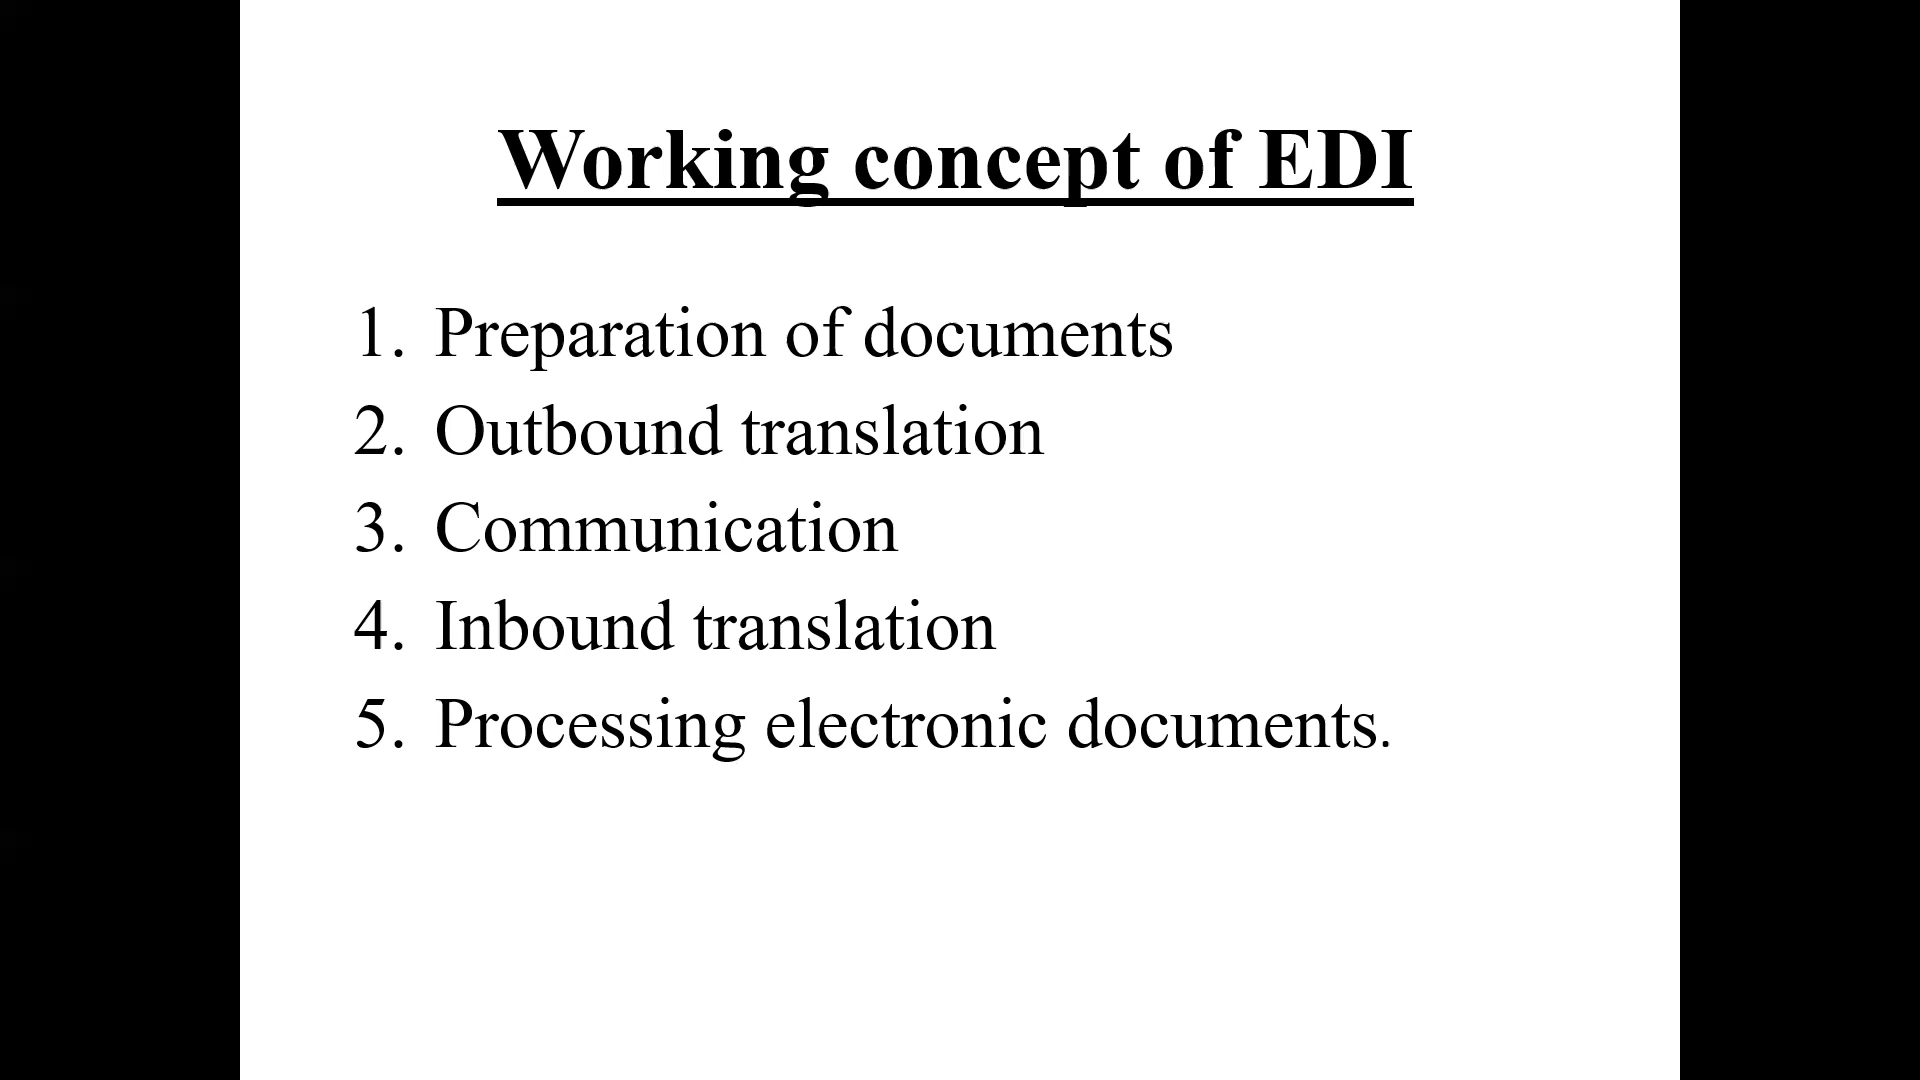 Working concept of EDI
1. Preparation of documents
2. Outbound translation
3. Communication
4. Inbound translation
5. Processing electronic documents.